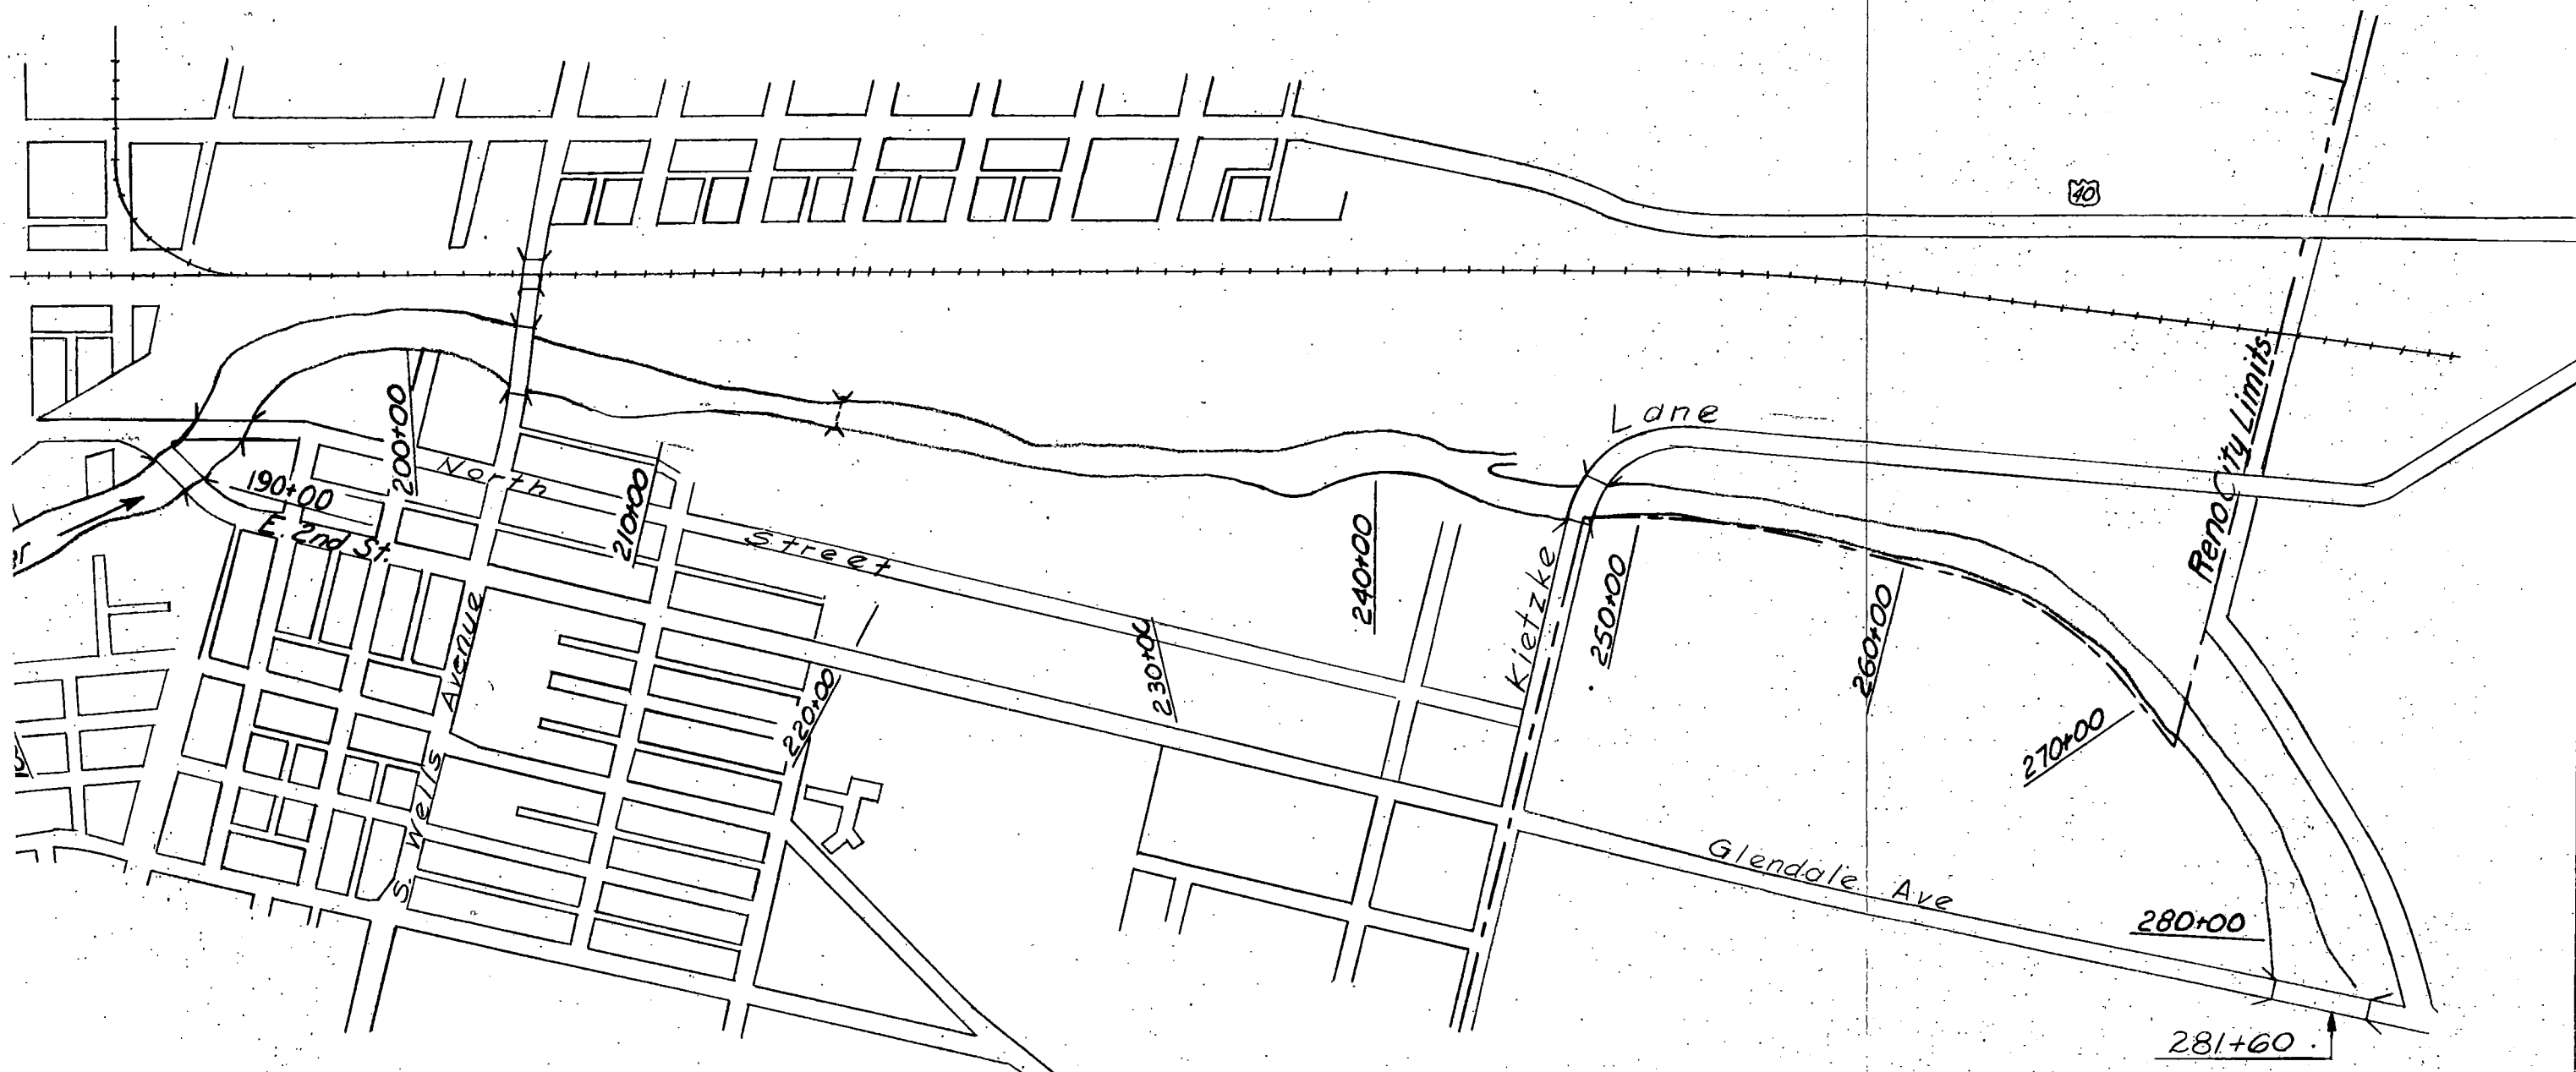 40
Lane
Reno City Limits
200+00
North
190+00
E. 2nd St.
210+00
Street
240+00
Kietzke
250+00
260+00
230+00
Avenue
220+00
270+00
S. Wells
Glendale Ave
280+00
281+60